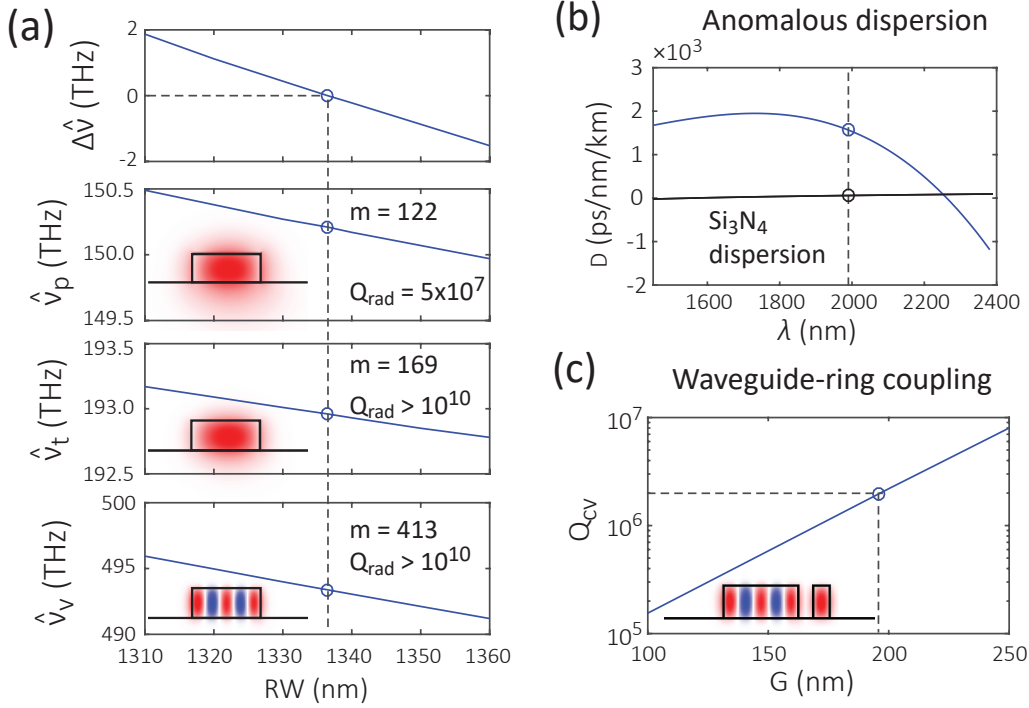 (a)
2
0
-2
Δν̂ (THz)
150.5
150.0
149.5
ν̂p (THz)
m = 122
Qrad = 5x10⁷
193.5
193.0
192.5
ν̂t (THz)
m = 169
Qrad > 10¹⁰
500
495
490
ν̂v (THz)
m = 413
Qrad > 10¹⁰
1310 1320 1330 1340 1350 1360
RW (nm)
(b)
Anomalous dispersion
×10³
3
2
1
0
-1
-2
D (ps/nm/km)
Si₃N₄
dispersion
1600 1800 2000 2200 2400
λ (nm)
(c)
Waveguide-ring coupling
10⁷
10⁶
10⁵
Qcv
100 150 200 250
G (nm)